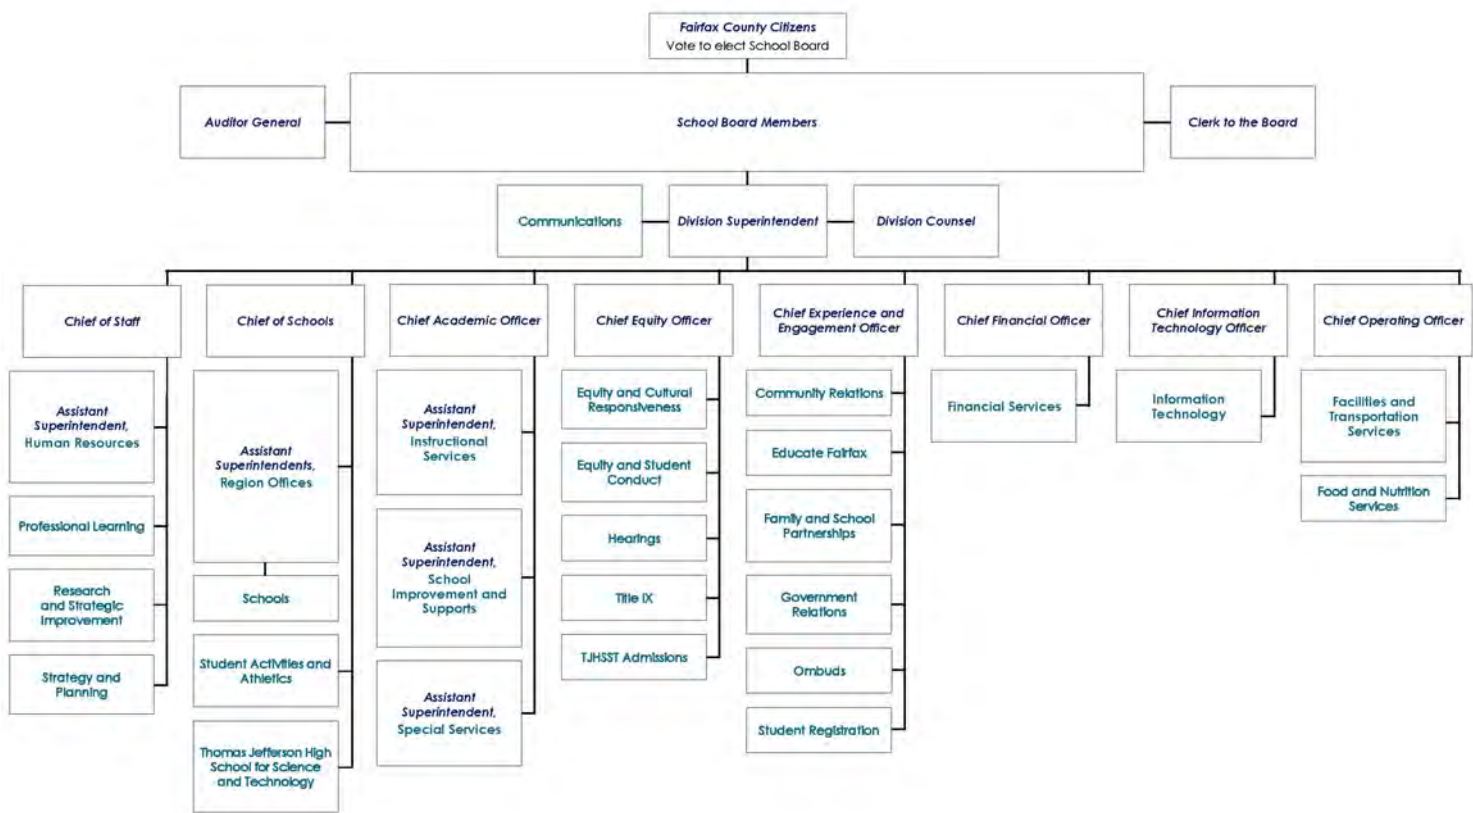 Fairfax County Citizens
Vote to elect School Board
Auditor General
School Board Members
Clerk to the Board
Communications
Division Superintendent
Division Counsel
Chief of Staff
Chief of Schools
Chief Academic Officer
Chief Equity Officer
Chief Experience and
Engagement Officer
Chief Financial Officer
Chief Information
Technology Officer
Chief Operating Officer
Assistant
Superintendent,
Human Resources
Professional Learning
Research
and Strategic
Improvement
Strategy and
Planning
Assistant
Superintendents,
Region Offices
Schools
Student Activities and
Athletics
Thomas Jefferson High
School for Science
and Technology
Assistant
Superintendent,
Instructional
Services
Assistant
Superintendent,
School
Improvement and
Supports
Assistant
Superintendent,
Special Services
Equity and Cultural
Responsiveness
Equity and Student
Conduct
Hearings
Title IX
TJHSST Admissions
Community Relations
Educate Fairfax
Family and School
Partnerships
Government
Relations
Ombuds
Student Registration
Financial Services
Information
Technology
Facilities and
Transportation
Services
Food and Nutrition
Services